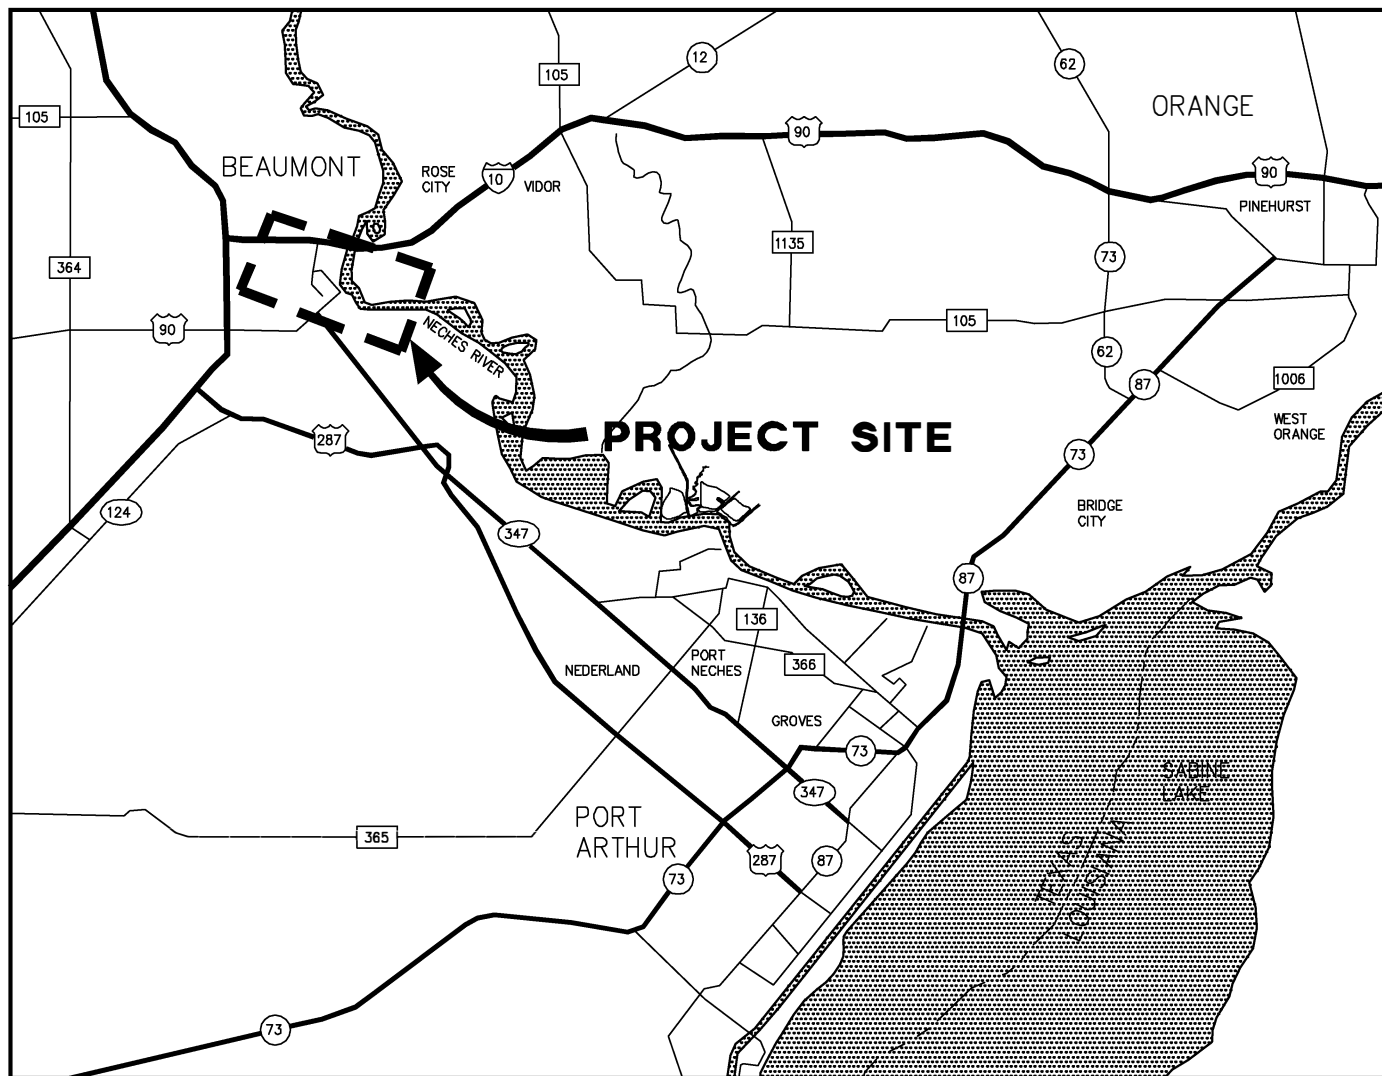 12
62
105
ORANGE
105
90
BEAUMONT
ROSE
CITY
10
VIDOR
90
PINEHURST
1135
73
364
90
105
NECHES RIVER
62
87
1006
287
PROJECT SITE
73
WEST
ORANGE
124
347
BRIDGE
CITY
87
136
PORT
NECHES
366
NEDERLAND
GROVES
73
SABINE
LAKE
347
PORT
ARTHUR
365
287
87
73
TEXAS
LOUISIANA
73